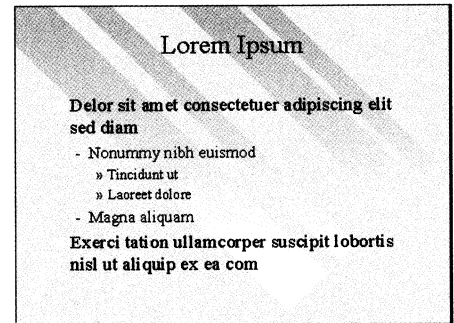 Lorem Ipsum
Delor sit amet consectetuer adipiscing elit
sed diam
- Nonummy nibh euismod
» Tincidunt ut
» Laoreet dolore
- Magna aliquam
Exerci tation ullamcorper suscipit lobortis
nisl ut aliquip ex ea com